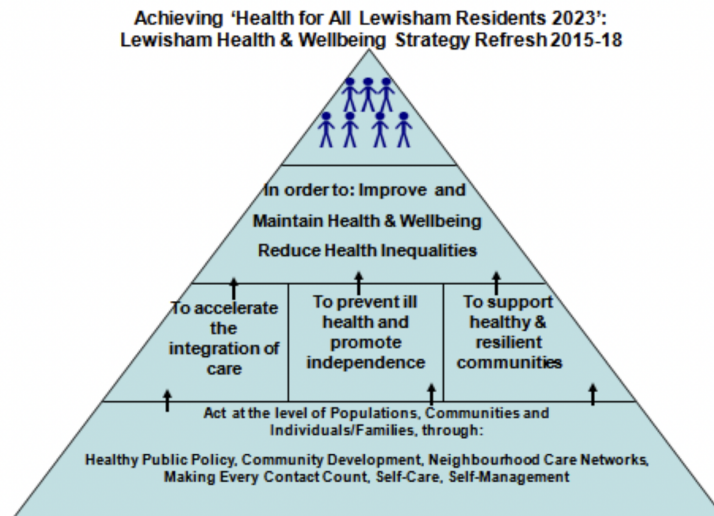 Achieving ‘Health for All Lewisham Residents 2023’:
Lewisham Health & Wellbeing Strategy Refresh 2015-18
In order to: Improve and
Maintain Health & Wellbeing
Reduce Health Inequalities
To accelerate
the
integration of
care
To prevent ill
health and
promote
independence
To support
healthy &
resilient
communities
Act at the level of Populations, Communities and
Individuals/Families, through:
Healthy Public Policy, Community Development, Neighbourhood Care Networks,
Making Every Contact Count, Self-Care, Self-Management